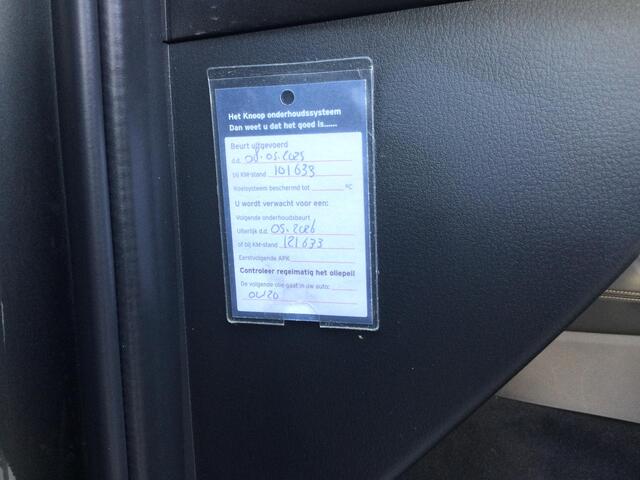 Het Knoop onderhoudssysteem
Dan weet u dat het goed is......
Beurt uitgevoerd
d.d. 08.05.2025
bij KM-stand 101633
Koelsysteem beschermd tot ºC
U wordt verwacht voor een:
Volgende onderhoudsbeurt
Uiterlijk d.d. 05.2026
of bij KM-stand 121633
Eerstvolgende APK
Controleer regelmatig het oliepeil
De volgende olie gaat in uw auto:
0W20